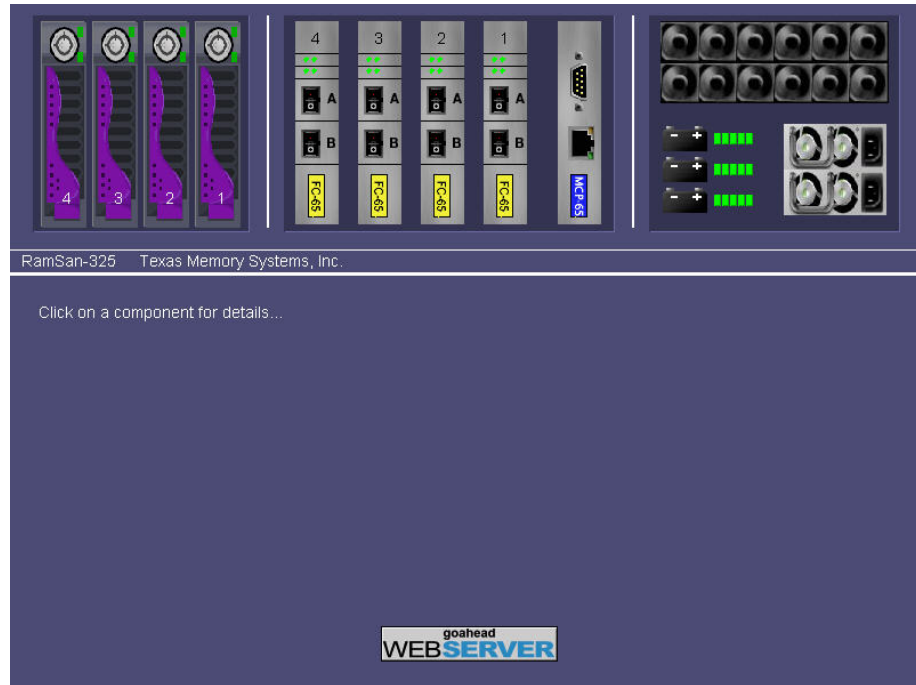 4 3 2 1
4 3 2 1
A A A A
B B B B
FC-65 FC-65 FC-65 FC-65 MCP 65
RamSan-325 Texas Memory Systems, Inc.
Click on a component for details...
goahead
WEBSERVER